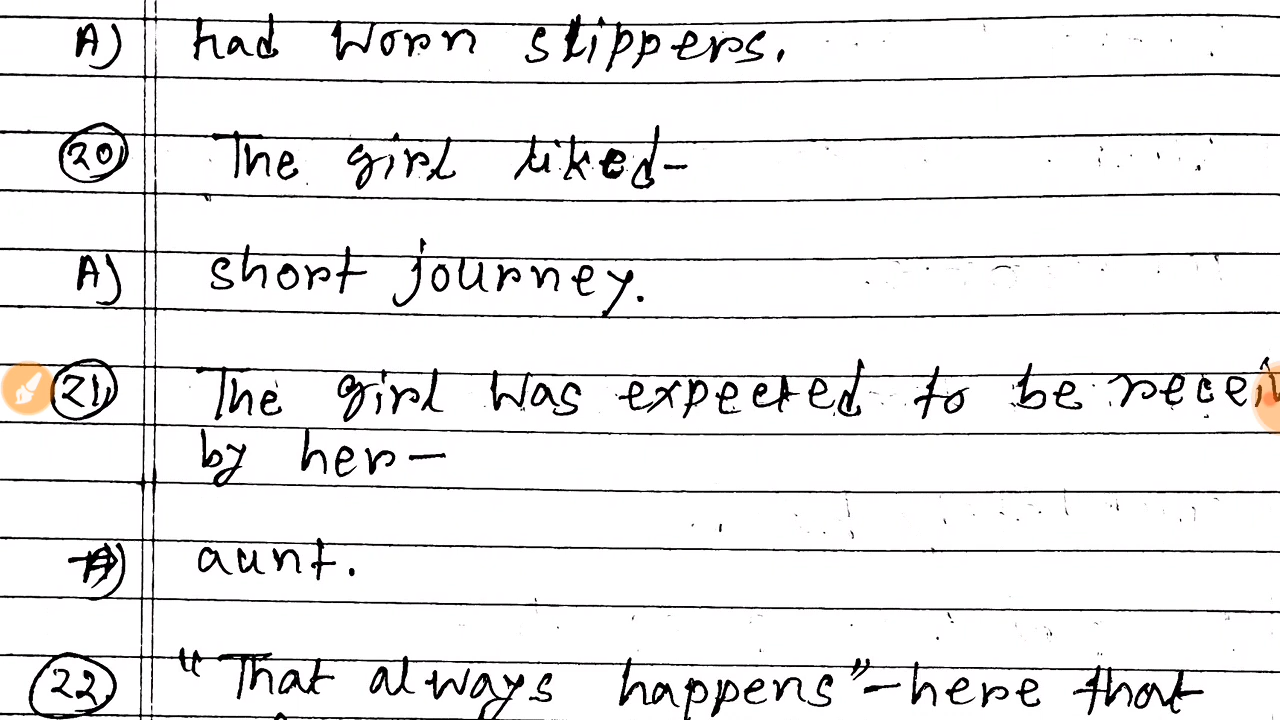 A) had worn slippers.
20 The girl liked-
A) short journey.
21, The girl was expected to be
by her-
A) aunt.
22, "That always happens"-here that